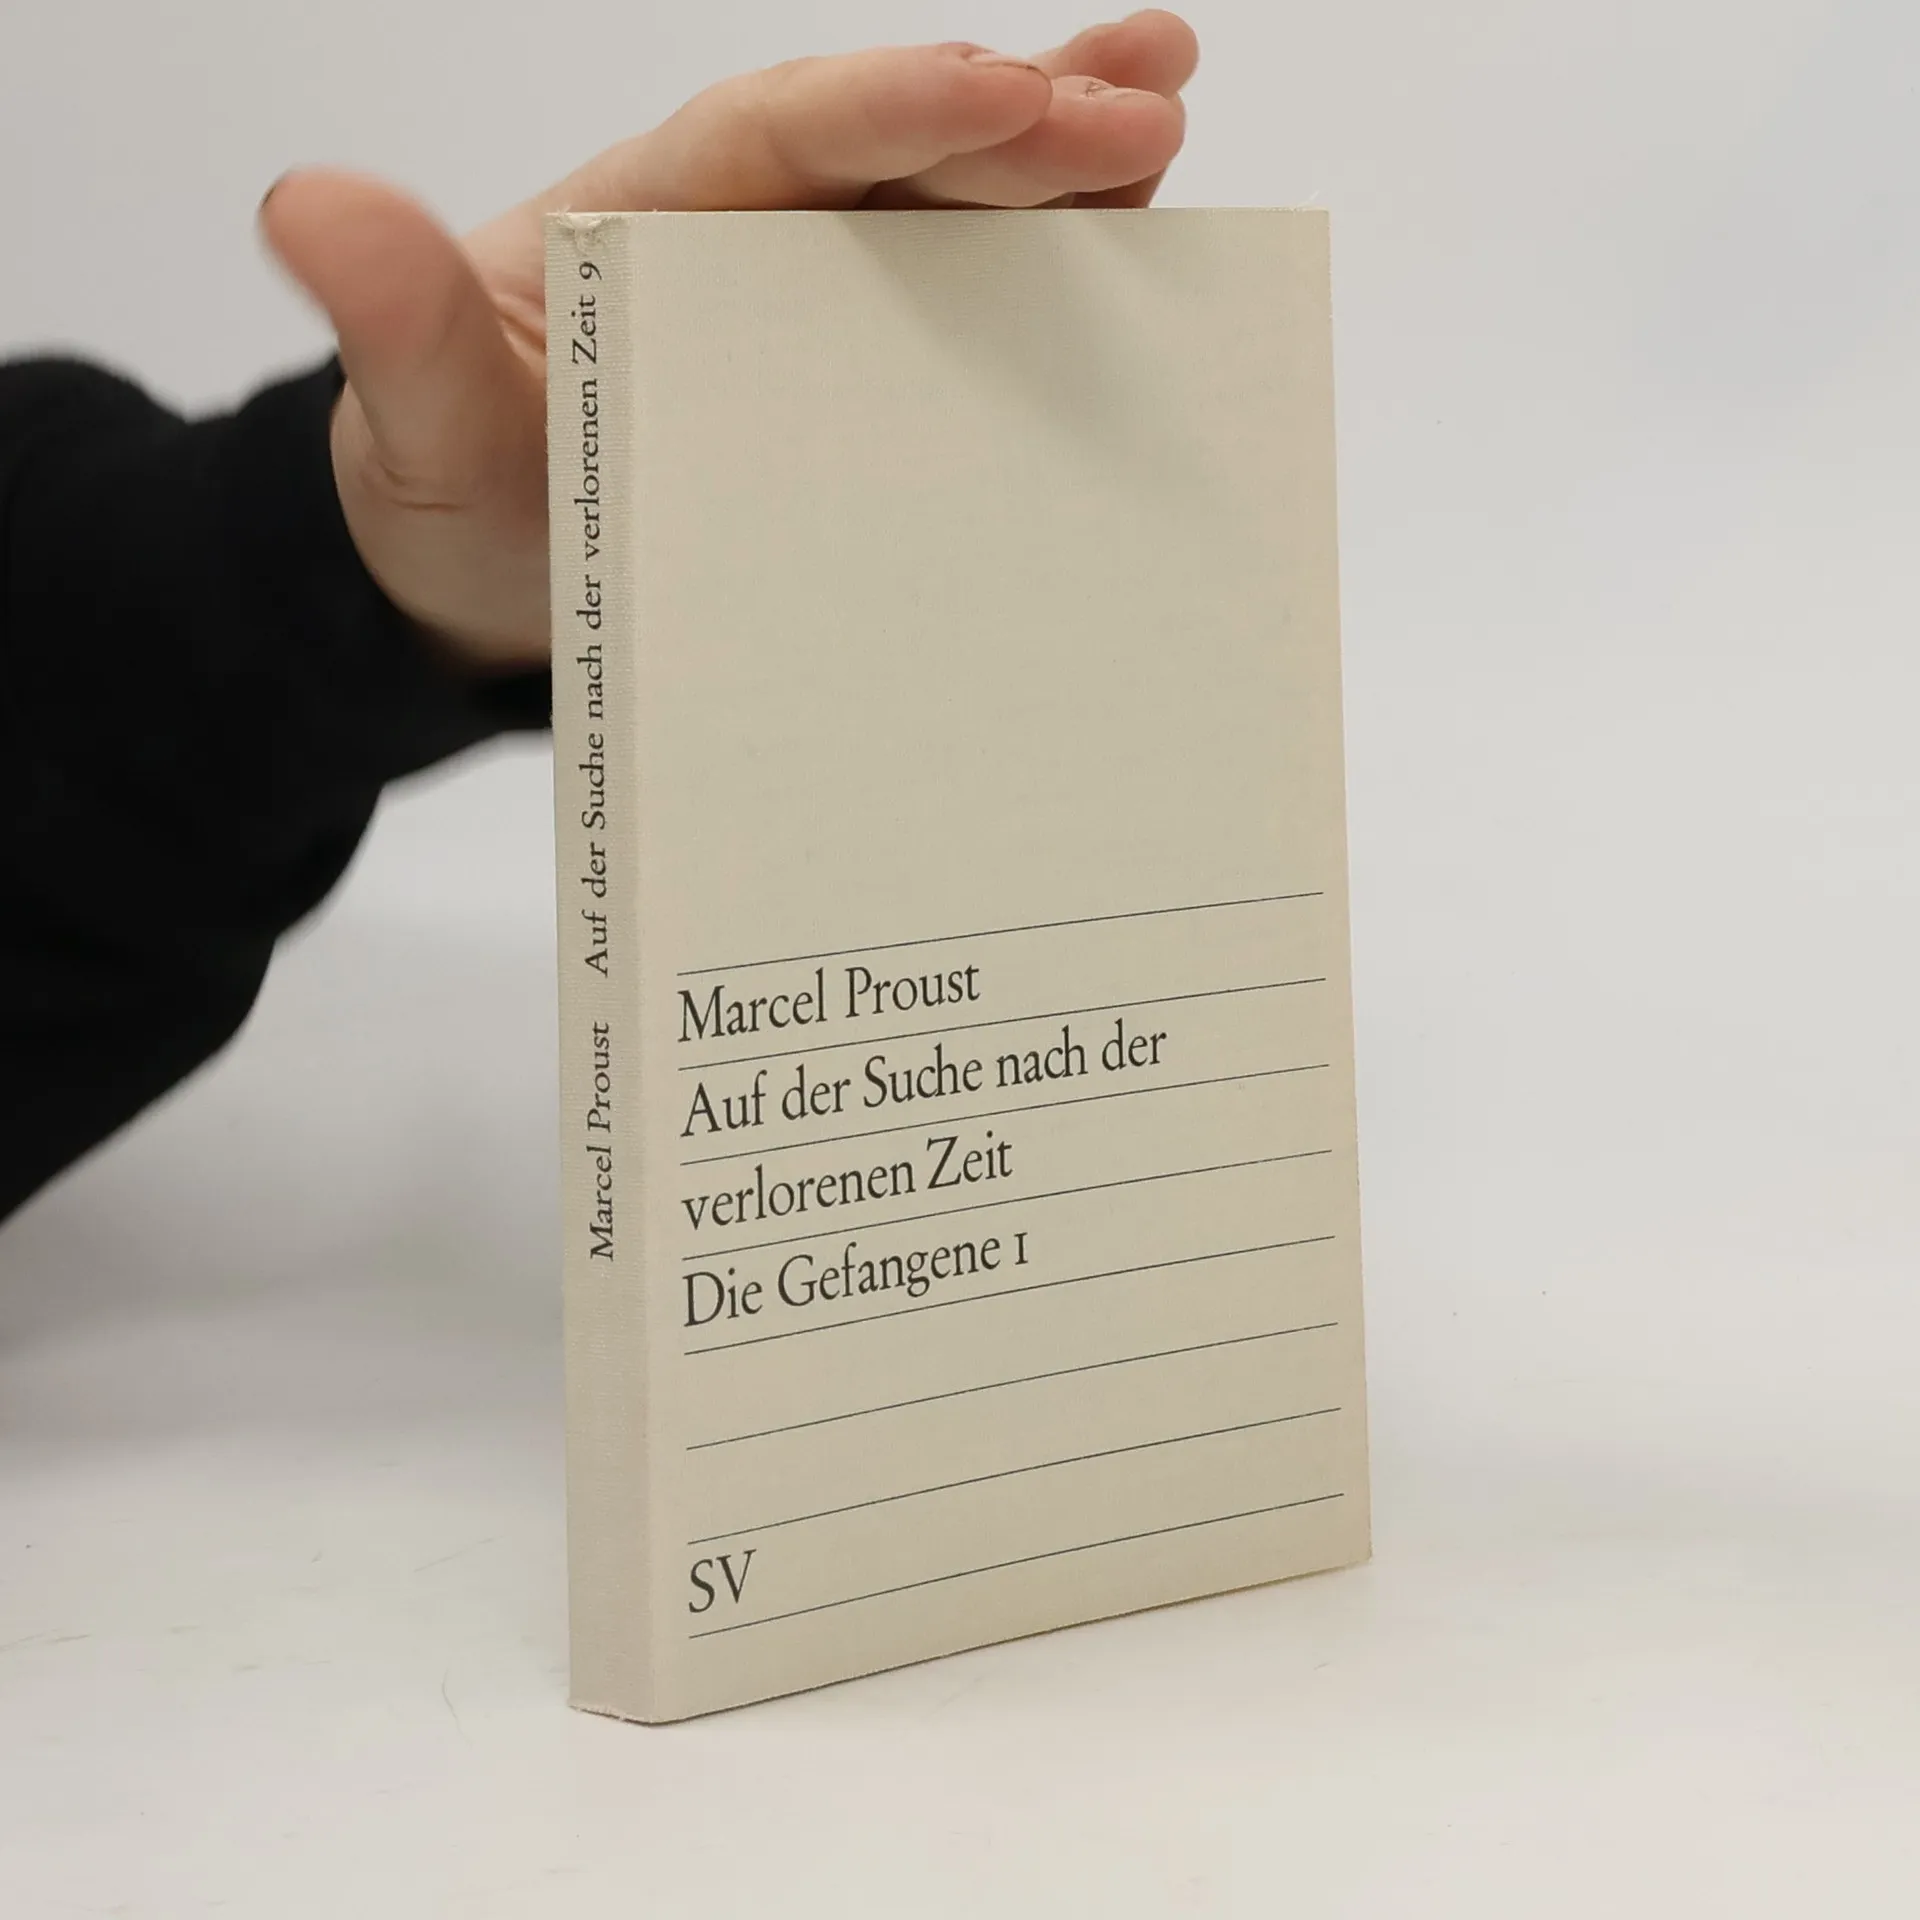 Marcel Proust Auf der Suche nach der verlorenen Zeit 9
Marcel Proust
Auf der Suche nach der
verlorenen Zeit
Die Gefangene 1
SV